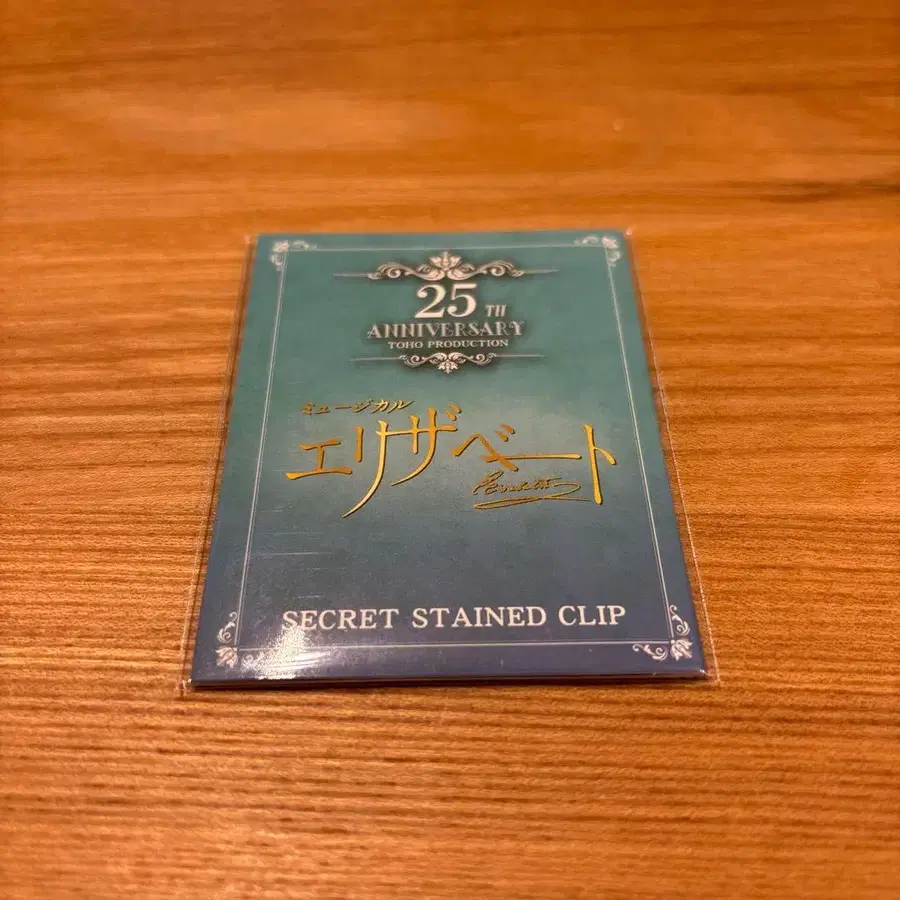 25TH
ANNIVERSARY
TOHO PRODUCTION
ミュージカル
エリザベート
SECRET STAINED CLIP